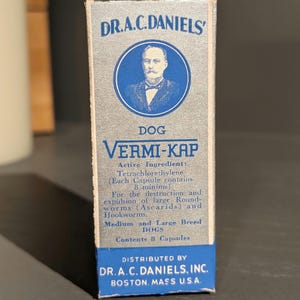 DR. A. C. DANIELS'
DOG
VERMI-KAP
Active Ingredient:
Tetrachlorethylene
(Each Capsule contains
8 minims)
For the destruction and
expulsion of large Round-
worms (Ascarids) and
Hookworms.
Medium and Large Breed
DOGS
Contents 8 Capsules
DISTRIBUTED BY
DR. A. C. DANIELS, INC.
BOSTON, MASS U.S.A.